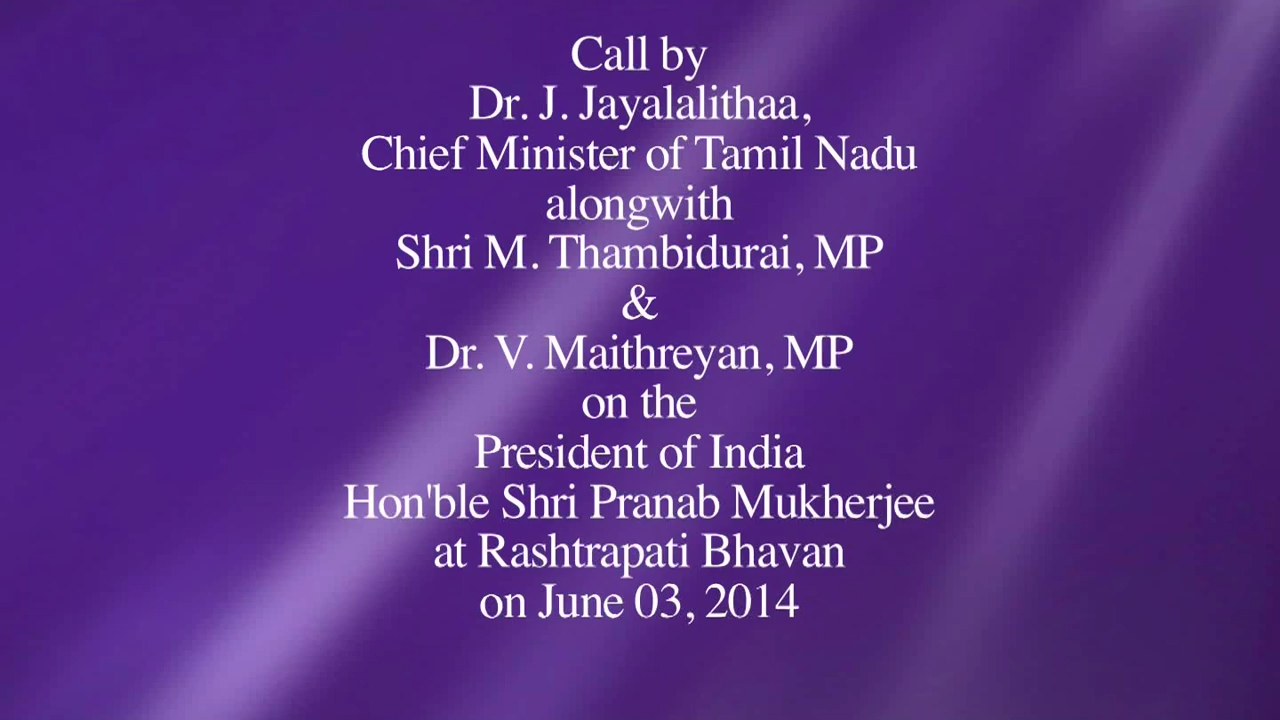 Call by
Dr. J. Jayalalithaa,
Chief Minister of Tamil Nadu
alongwith
Shri M. Thambidurai, MP
&
Dr. V. Maithreyan, MP
on the
President of India
Hon'ble Shri Pranab Mukherjee
at Rashtrapati Bhavan
on June 03, 2014